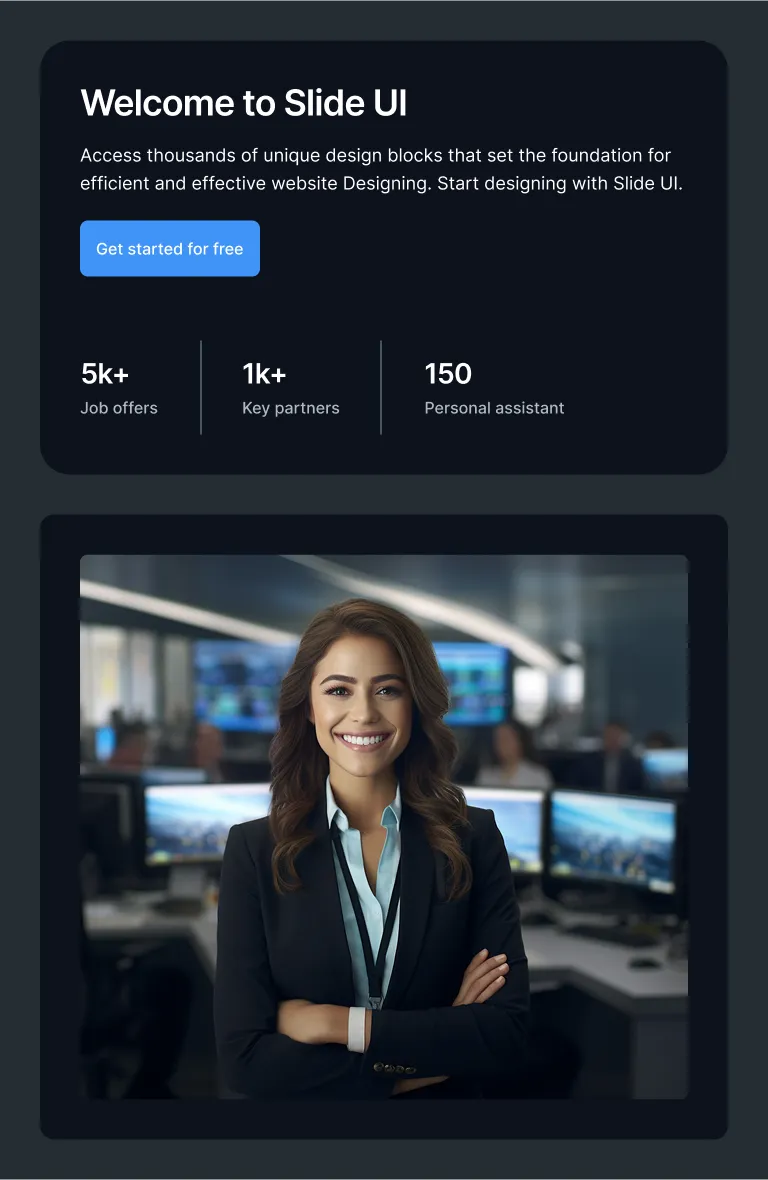 Welcome to Slide UI
Access thousands of unique design blocks that set the foundation for
efficient and effective website Designing. Start designing with Slide UI.
Get started for free
5k+
1k+
150
Job offers
Key partners
Personal assistant